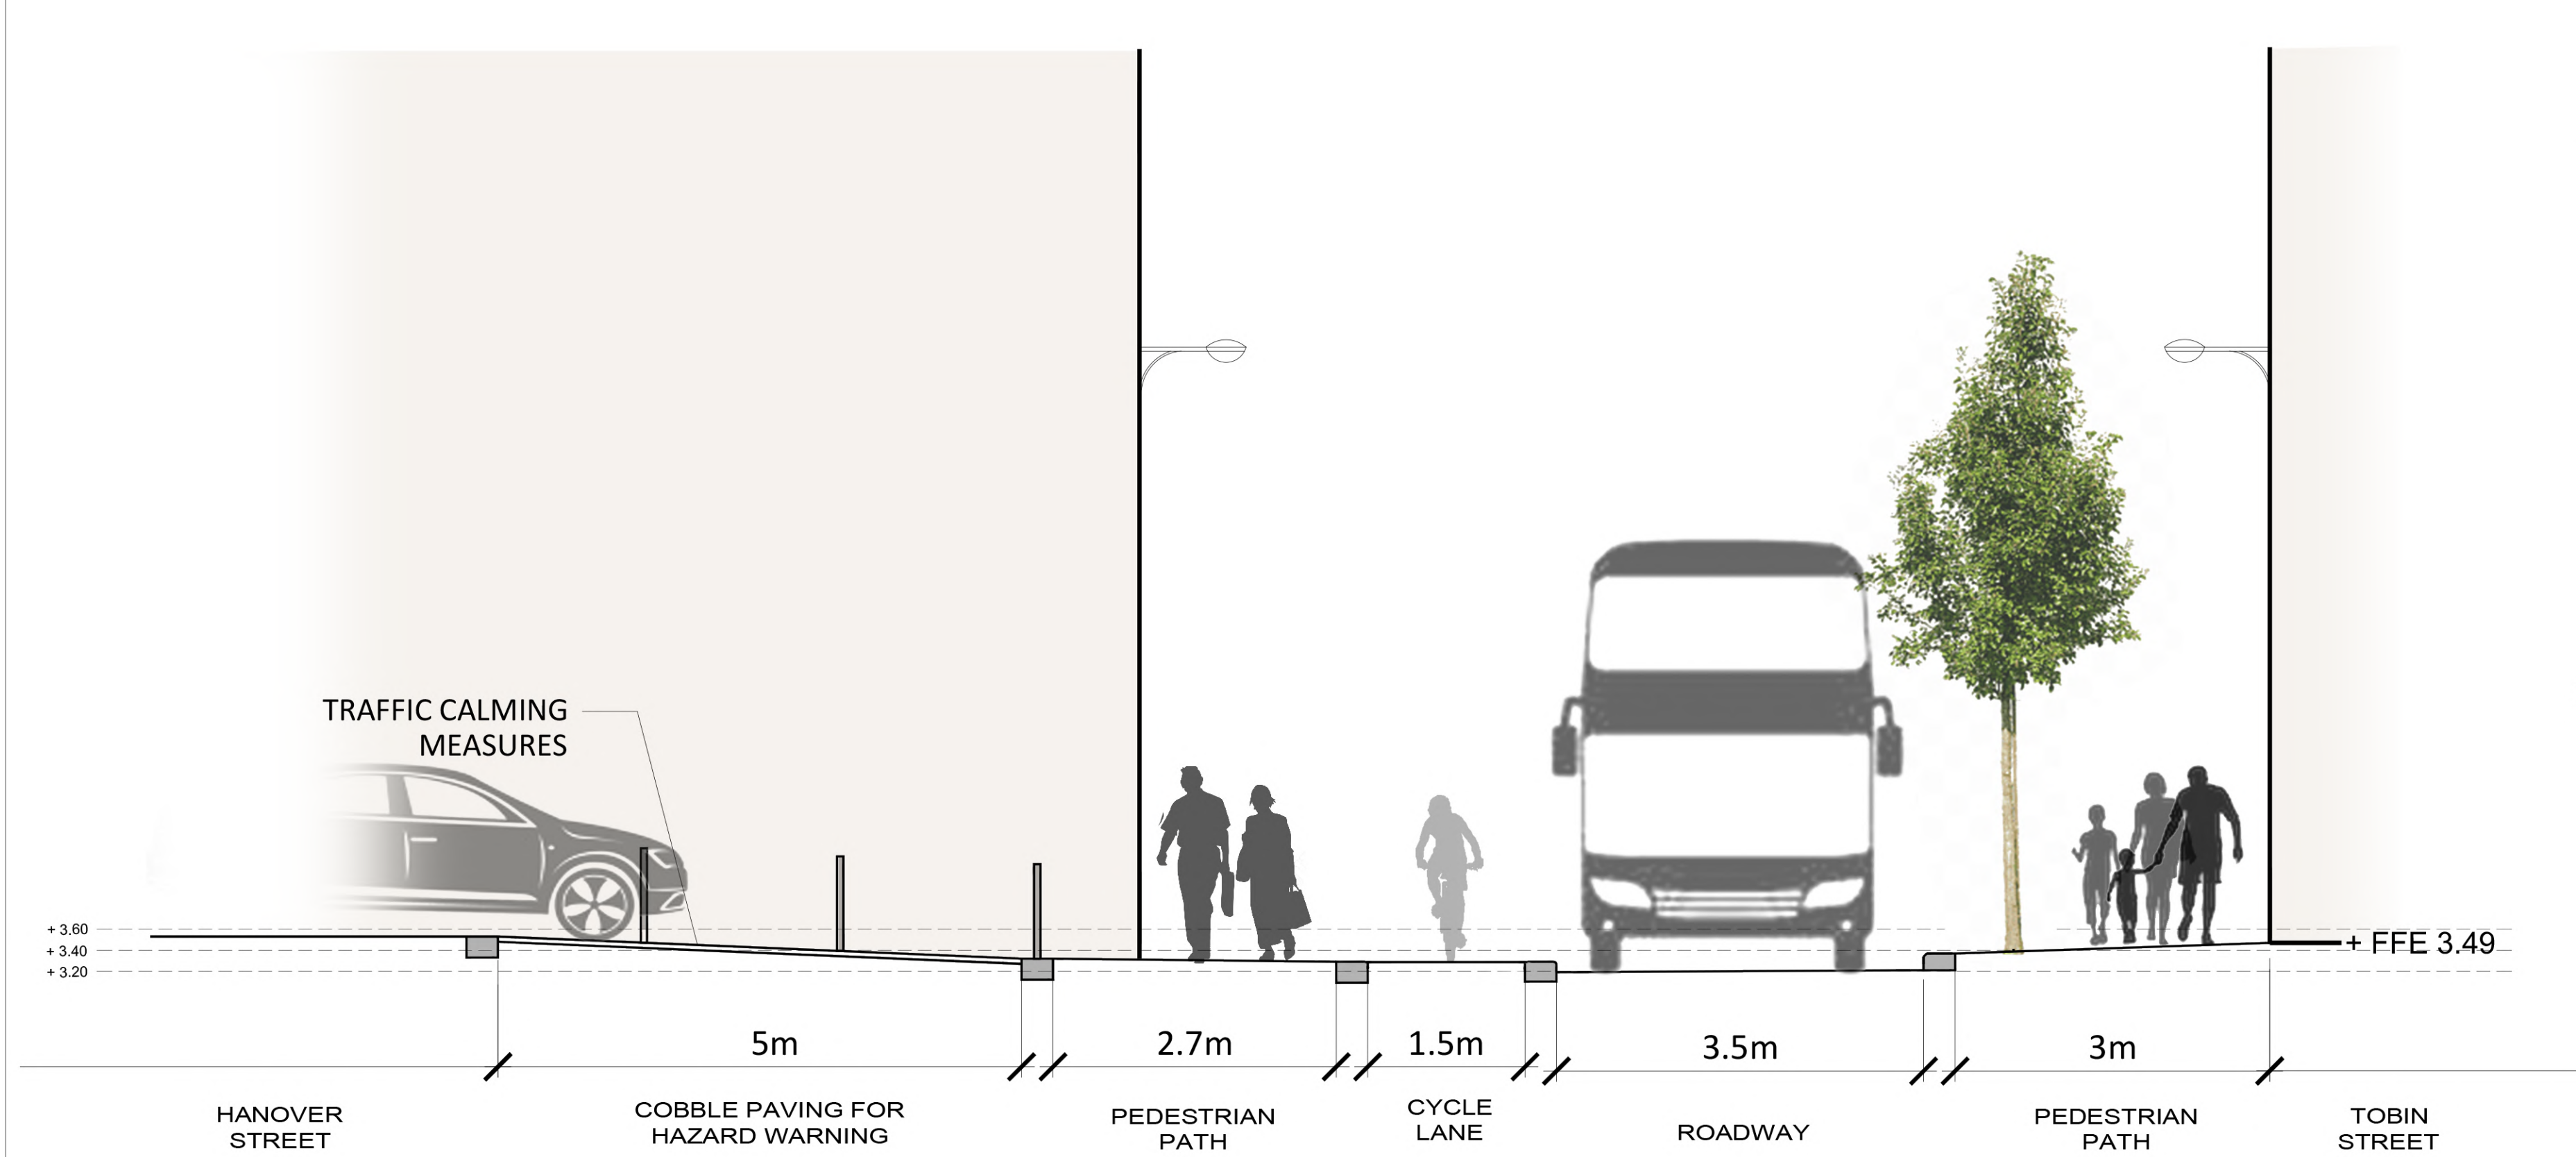 TRAFFIC CALMING
MEASURES
+ 3.60
+ 3.40
+ 3.20
+ FFE 3.49
5m
2.7m
1.5m
3.5m
3m
HANOVER
STREET
COBBLE PAVING FOR
HAZARD WARNING
PEDESTRIAN
PATH
CYCLE
LANE
ROADWAY
PEDESTRIAN
PATH
TOBIN
STREET